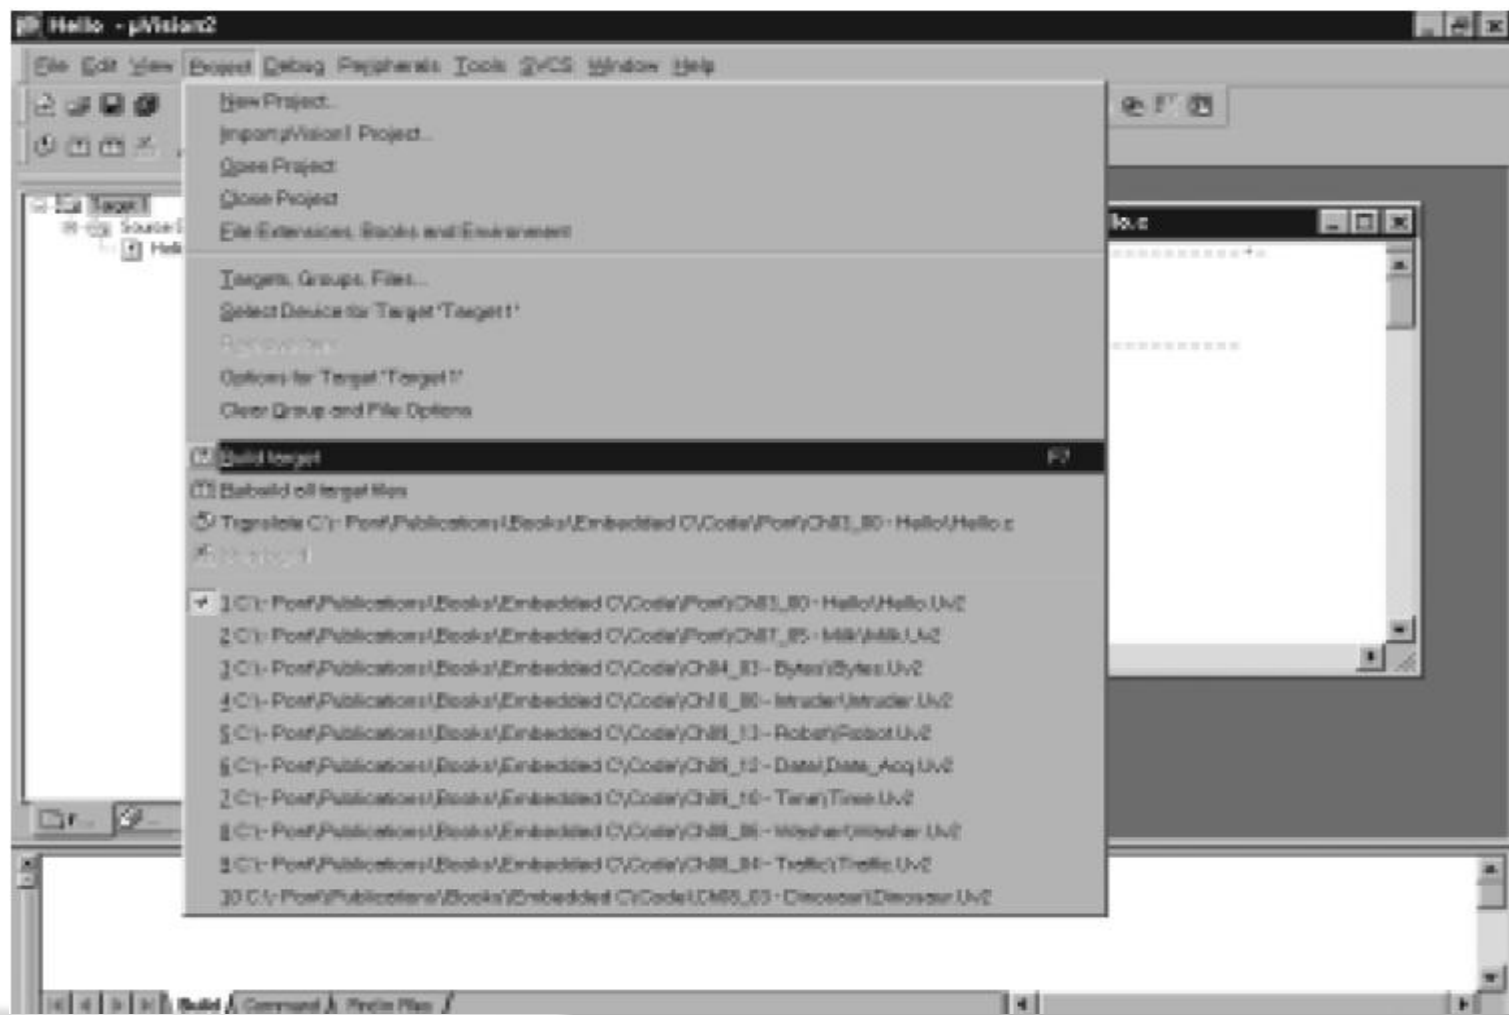 Hello - µVision2
File Edit View Project Debug Peripherals Tools SVCS Window Help
New Project...
Import µVision1 Project...
Open Project
Close Project
File Extensions, Books and Environment
Targets, Groups, Files...
Select Device for Target 'Target 1'
Options for Target 'Target 1'
Clear Group and File Options
Build target F7
Rebuild all target files
Translate C:\- Pont\Publications\Books\Embedded C\Code\Pont\Ch03_00 - Hello\Hello.c
1 C:\- Pont\Publications\Books\Embedded C\Code\Pont\Ch03_00 - Hello\Hello.Uv2
2 C:\- Pont\Publications\Books\Embedded C\Code\Pont\Ch07_05 - Milk\Milk.Uv2
3 C:\- Pont\Publications\Books\Embedded C\Code\Ch04_03 - Bytes\Bytes.Uv2
4 C:\- Pont\Publications\Books\Embedded C\Code\Ch10_00 - Intruder\Intruder.Uv2
5 C:\- Pont\Publications\Books\Embedded C\Code\Ch09_13 - Robot\Robot.Uv2
6 C:\- Pont\Publications\Books\Embedded C\Code\Ch09_12 - Data\Data_Acq.Uv2
7 C:\- Pont\Publications\Books\Embedded C\Code\Ch09_10 - Time\Time.Uv2
8 C:\- Pont\Publications\Books\Embedded C\Code\Ch08_06 - Washer\Washer.Uv2
9 C:\- Pont\Publications\Books\Embedded C\Code\Ch08_04 - Traffic\Traffic.Uv2
10 C:\- Pont\Publications\Books\Embedded C\Code\Ch08_03 - Dinosaur\Dinosaur.Uv2
Target 1
Source
Hell
lo.c
F...
Build Command Find in Files